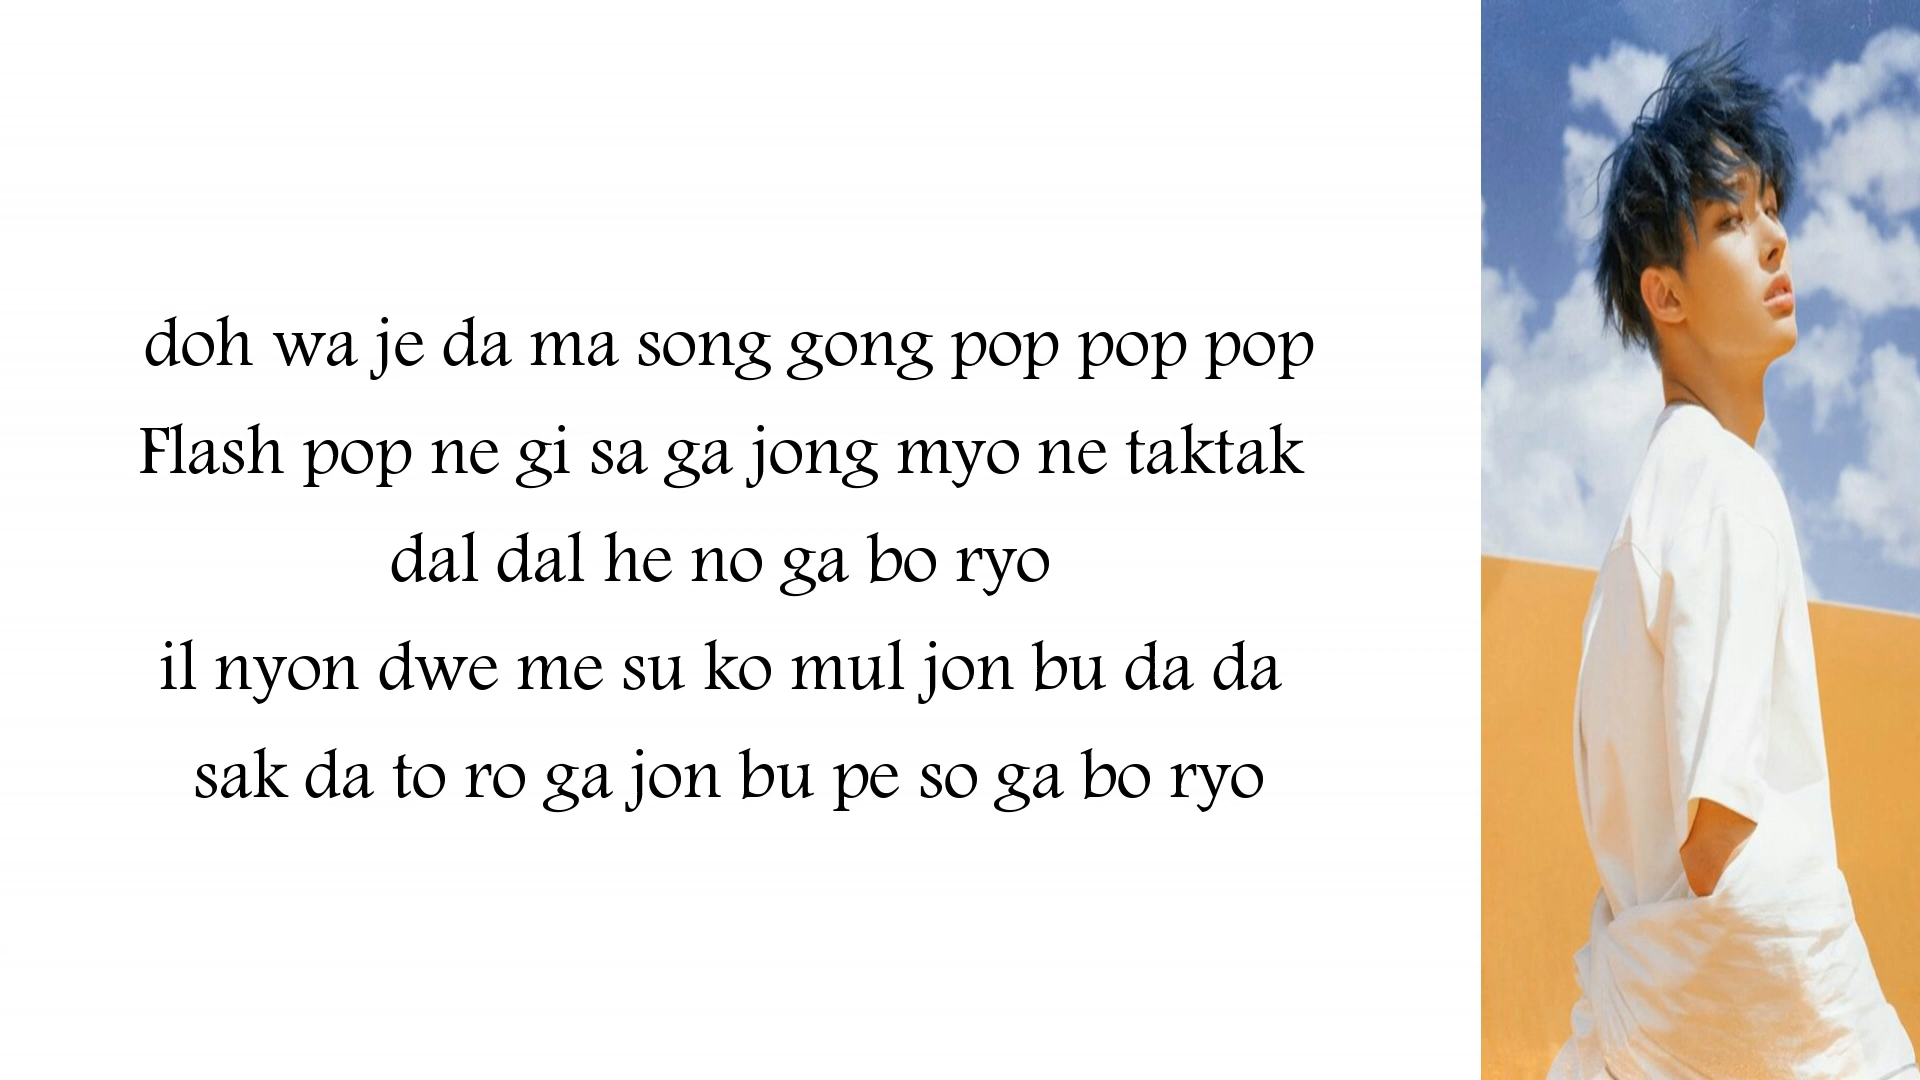 doh wa je da ma song gong pop pop pop
Flash pop ne gi sa ga jong myo ne taktak
dal dal he no ga bo ryo
il nyon dwe me su ko mul jon bu da da
sak da to ro ga jon bu pe so ga bo ryo